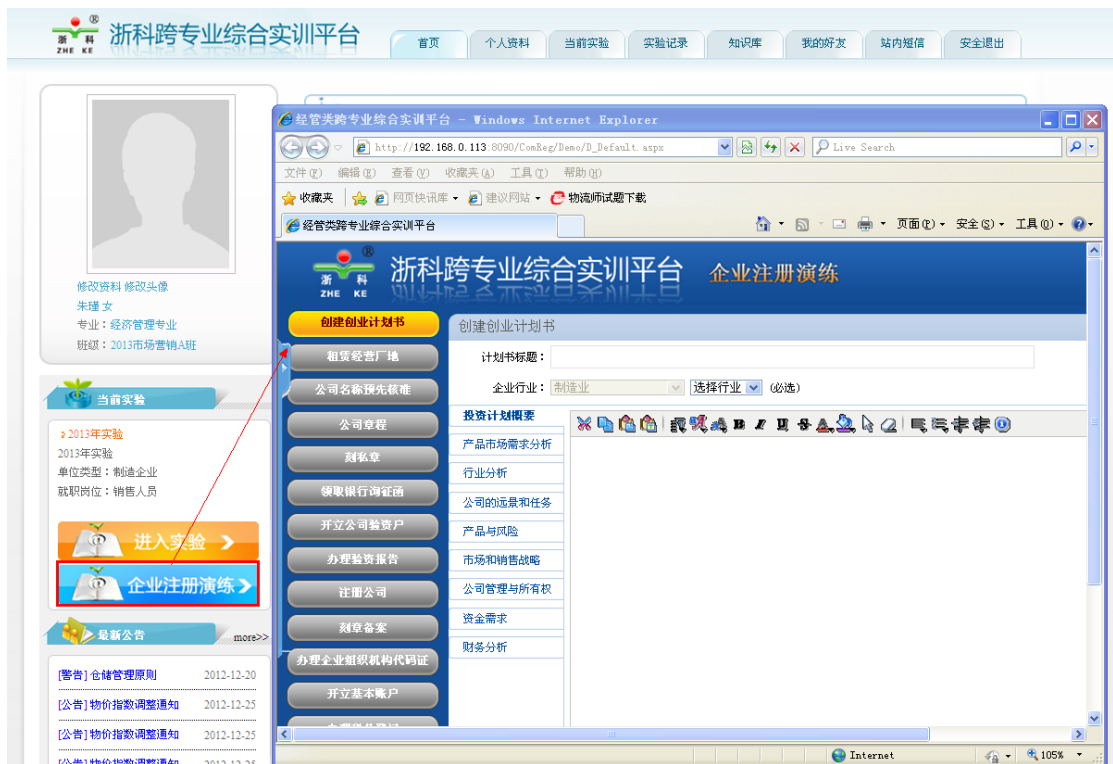 浙 科
ZHE KE
®
浙科跨专业综合实训平台
首页 个人资料 当前实验 实验记录 知识库 我的好友 站内短信 安全退出
修改资料 修改头像
朱瑾 女
专业：经济管理专业
班级：2013市场营销A班
当前实验
2013年实验
2013年实验
单位类型：制造企业
就职岗位：销售人员
进入实验
企业注册演练
最新公告
more>>
[警告] 仓储管理原则 2012-12-20
[公告] 物价指数调整通知 2012-12-25
[公告] 物价指数调整通知 2012-12-25
[公告] 物价指数调整通知 2012-12-25
经管类跨专业综合实训平台 - Windows Internet Explorer
http://192.168.0.113:8090/ComReg/Demo/D_Default.aspx
Live Search
文件(F) 编辑(E) 查看(V) 收藏夹(A) 工具(T) 帮助(H)
收藏夹 网页快讯库 建议网站 物流师试题下载
经管类跨专业综合实训平台
页面(P) 安全(S) 工具(O)
浙 科
ZHE KE
®
浙科跨专业综合实训平台 企业注册演练
创建创业计划书
租赁经营厂地
公司名称预先核准
公司章程
刻私章
领取银行询证函
开立公司验资户
办理验资报告
注册公司
刻章备案
办理企业组织机构代码证
开立基本账户
创建创业计划书
计划书标题：
企业行业： 制造业 选择行业 (必选)
投资计划概要
产品市场需求分析
行业分析
公司的远景和任务
产品与风险
市场和销售战略
公司管理与所有权
资金需求
财务分析
Internet
105%